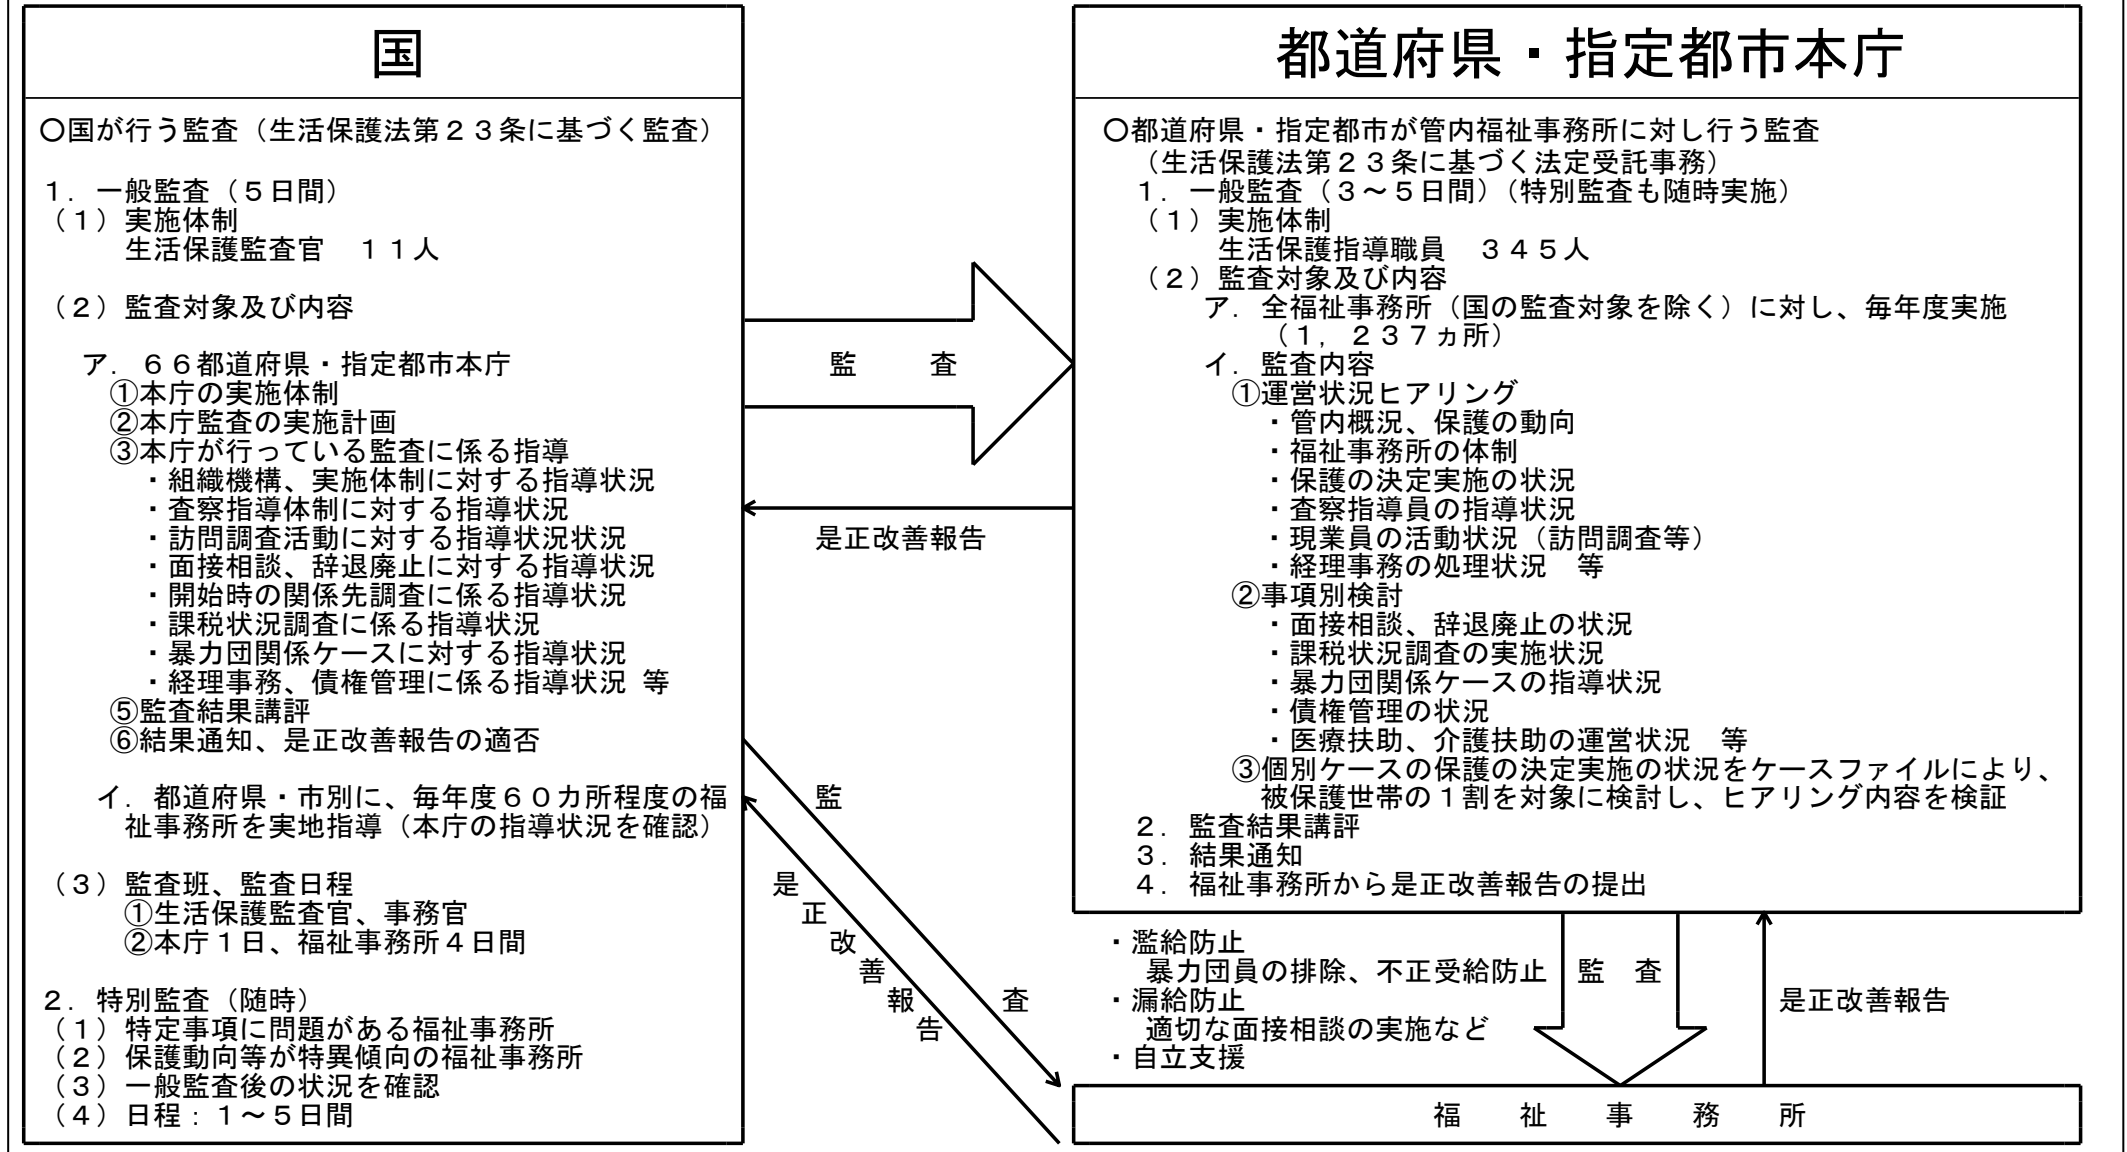 国
〇国が行う監査（生活保護法第２３条に基づく監査）
１．一般監査（５日間）
（１）実施体制
生活保護監査官　１１人
（２）監査対象及び内容
ア．６６都道府県・指定都市本庁
①本庁の実施体制
②本庁監査の実施計画
③本庁が行っている監査に係る指導
・組織機構、実施体制に対する指導状況
・査察指導体制に対する指導状況
・訪問調査活動に対する指導状況状況
・面接相談、辞退廃止に対する指導状況
・開始時の関係先調査に係る指導状況
・課税状況調査に係る指導状況
・暴力団関係ケースに対する指導状況
・経理事務、債権管理に係る指導状況 等
⑤監査結果講評
⑥結果通知、是正改善報告の適否
イ．都道府県・市別に、毎年度６０カ所程度の福
祉事務所を実地指導（本庁の指導状況を確認）
（３）監査班、監査日程
①生活保護監査官、事務官
②本庁１日、福祉事務所４日間
２．特別監査（随時）
（１）特定事項に問題がある福祉事務所
（２）保護動向等が特異傾向の福祉事務所
（３）一般監査後の状況を確認
（４）日程：１～５日間
監　査
是正改善報告
監　査
是正改善報告
都道府県・指定都市本庁
〇都道府県・指定都市が管内福祉事務所に対し行う監査
（生活保護法第２３条に基づく法定受託事務）
１．一般監査（３～５日間）（特別監査も随時実施）
（１）実施体制
生活保護指導職員　３４５人
（２）監査対象及び内容
ア．全福祉事務所（国の監査対象を除く）に対し、毎年度実施
（１，２３７ヵ所）
イ．監査内容
①運営状況ヒアリング
・管内概況、保護の動向
・福祉事務所の体制
・保護の決定実施の状況
・査察指導員の指導状況
・現業員の活動状況（訪問調査等）
・経理事務の処理状況　等
②事項別検討
・面接相談、辞退廃止の状況
・課税状況調査の実施状況
・暴力団関係ケースの指導状況
・債権管理の状況
・医療扶助、介護扶助の運営状況　等
③個別ケースの保護の決定実施の状況をケースファイルにより、
被保護世帯の１割を対象に検討し、ヒアリング内容を検証
２．監査結果講評
３．結果通知
４．福祉事務所から是正改善報告の提出
・濫給防止
暴力団員の排除、不正受給防止
・漏給防止
適切な面接相談の実施など
・自立支援
監　査
是正改善報告
福　祉　事　務　所